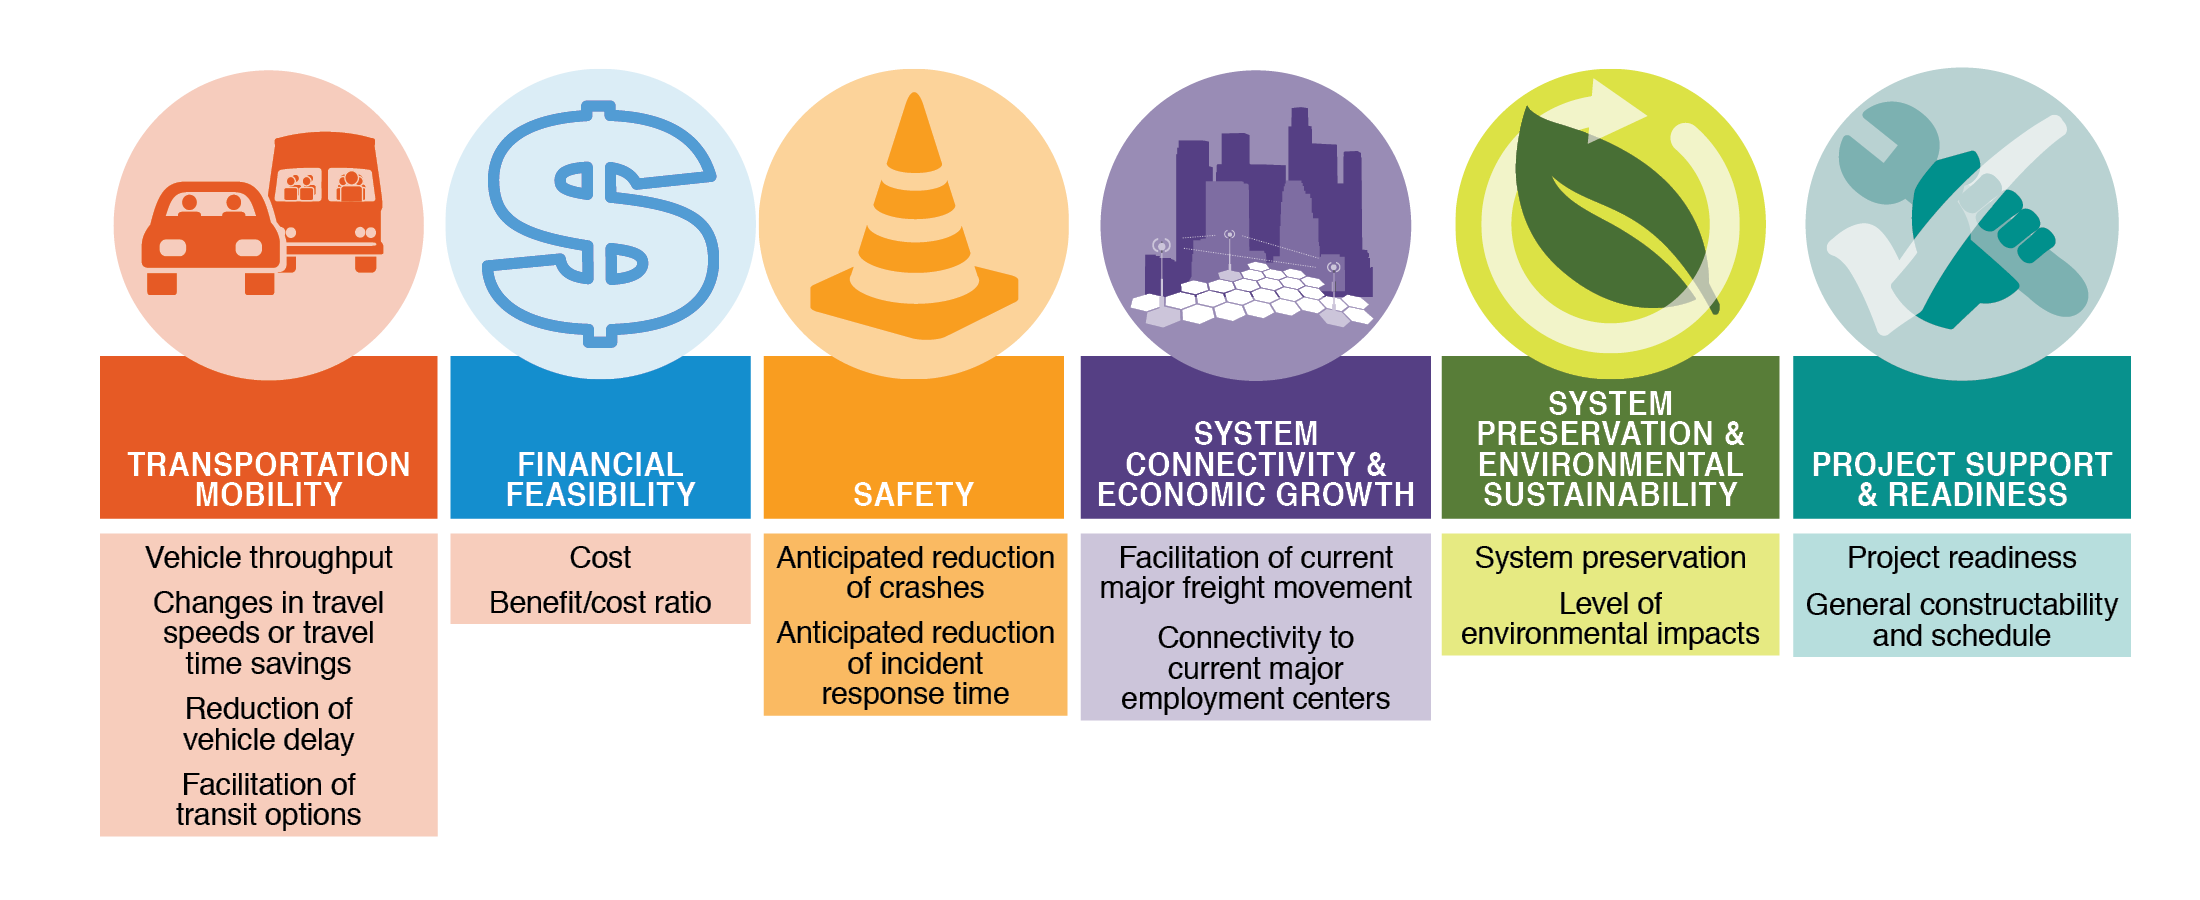 TRANSPORTATION
MOBILITY
Vehicle throughput
Changes in travel
speeds or travel
time savings
Reduction of
vehicle delay
Facilitation of
transit options
FINANCIAL
FEASIBILITY
Cost
Benefit/cost ratio
SAFETY
Anticipated reduction
of crashes
Anticipated reduction
of incident
response time
SYSTEM
CONNECTIVITY &
ECONOMIC GROWTH
Facilitation of current
major freight movement
Connectivity to
current major
employment centers
SYSTEM
PRESERVATION &
ENVIRONMENTAL
SUSTAINABILITY
System preservation
Level of
environmental impacts
PROJECT SUPPORT
& READINESS
Project readiness
General constructability
and schedule